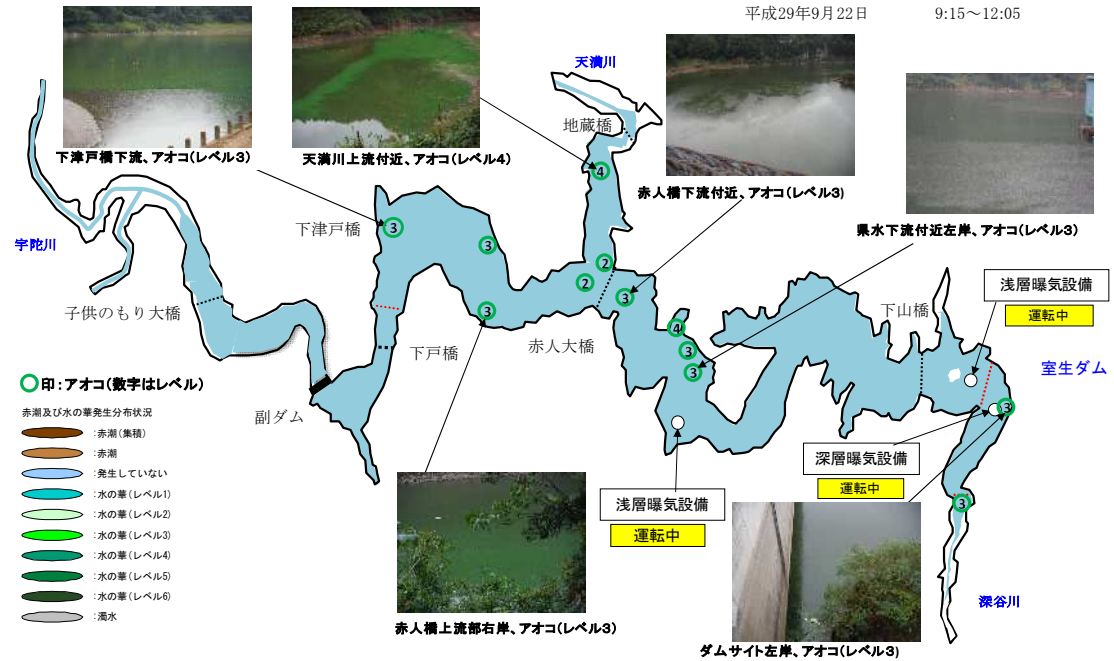 平成29年9月22日 9:15～12:05
天満川
地蔵橋
下津戸橋下流、アオコ(レベル3)
天満川上流付近、アオコ(レベル4)
赤人橋下流付近、アオコ(レベル3)
県水下流付近左岸、アオコ(レベル3)
4
下津戸橋
3
3
宇陀川
2
2
3
浅層曝気設備
運転中
子供のもり大橋
3
下戸橋
赤人大橋
4
3
3
下山橋
室生ダム
○印：アオコ(数字はレベル)
副ダム
3
赤潮及び水の華発生分布状況
:赤潮(集積)
:赤潮
:発生していない
:水の華(レベル1)
:水の華(レベル2)
:水の華(レベル3)
:水の華(レベル4)
:水の華(レベル5)
:水の華(レベル6)
:濁水
深層曝気設備
運転中
浅層曝気設備
運転中
3
深谷川
赤人橋上流部右岸、アオコ(レベル3)
ダムサイト左岸、アオコ(レベル3)